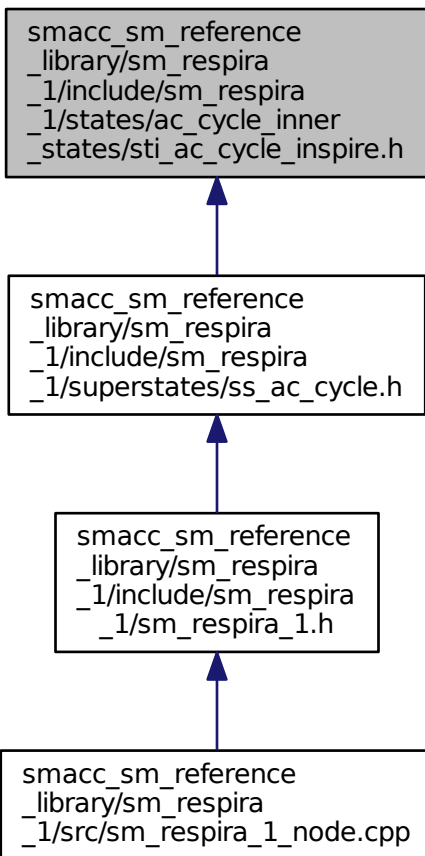 smacc_sm_reference
_library/sm_respira
_1/include/sm_respira
_1/states/ac_cycle_inner
_states/sti_ac_cycle_inspire.h
smacc_sm_reference
_library/sm_respira
_1/include/sm_respira
_1/superstates/ss_ac_cycle.h
smacc_sm_reference
_library/sm_respira
_1/include/sm_respira
_1/sm_respira_1.h
smacc_sm_reference
_library/sm_respira
_1/src/sm_respira_1_node.cpp